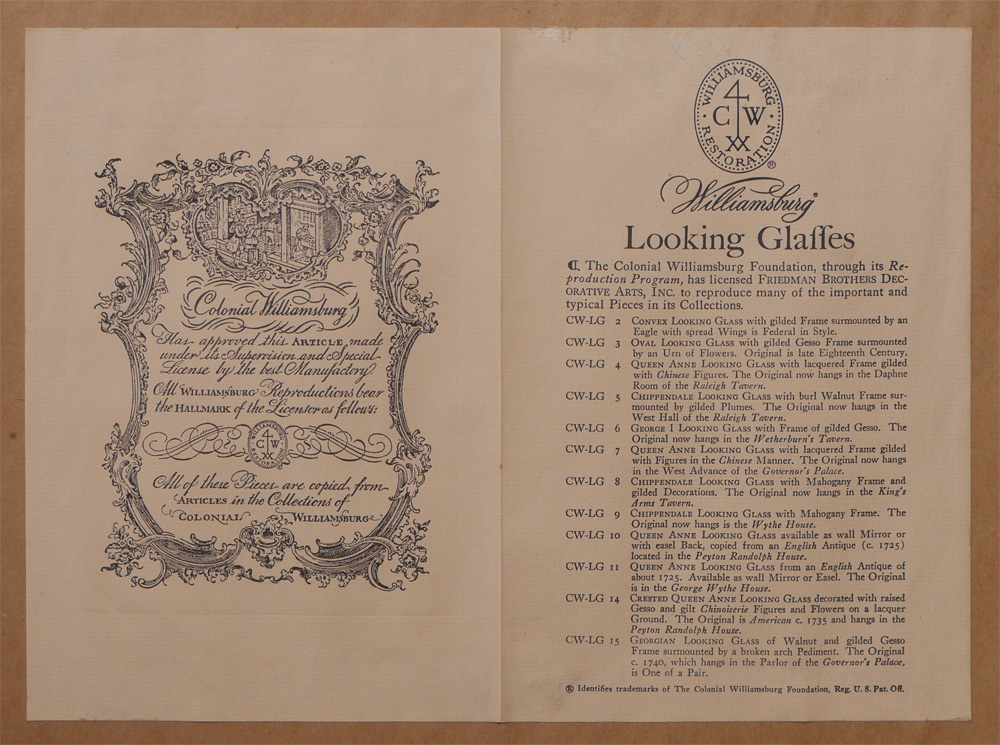 Colonial Williamsburg
Has approved this ARTICLE made
under its Supervision and Special
License by the best Manufactory
All WILLIAMSBURG Reproductions bear
the HALLMARK of the Licensor as follows:
WILLIAMSBURG
C W
RESTORATION
All of these Pieces are copied from
ARTICLES in the Collections of
COLONIAL WILLIAMSBURG
WILLIAMSBURG
C W
RESTORATION ®
Williamsburg®
Looking Glaſſes
¶, The Colonial Williamsburg Foundation, through its Re-
production Program, has licensed FRIEDMAN BROTHERS DEC-
ORATIVE ARTS, INC. to reproduce many of the important and
typical Pieces in its Collections.
CW-LG 2 CONVEX LOOKING GLASS with gilded Frame surmounted by an
Eagle with spread Wings is Federal in Style.
CW-LG 3 OVAL LOOKING GLASS with gilded Gesso Frame surmounted
by an Urn of Flowers. Original is late Eighteenth Century.
CW-LG 4 QUEEN ANNE LOOKING GLASS with lacquered Frame gilded
with Chinese Figures. The Original now hangs in the Daphne
Room of the Raleigh Tavern.
CW-LG 5 CHIPPENDALE LOOKING GLASS with burl Walnut Frame sur-
mounted by gilded Plumes. The Original now hangs in the
West Hall of the Raleigh Tavern.
CW-LG 6 GEORGE I LOOKING GLASS with Frame of gilded Gesso. The
Original now hangs in the Wetherburn's Tavern.
CW-LG 7 QUEEN ANNE LOOKING GLASS with lacquered Frame gilded
with Figures in the Chinese Manner. The Original now hangs
in the West Advance of the Governor's Palace.
CW-LG 8 CHIPPENDALE LOOKING GLASS with Mahogany Frame and
gilded Decorations. The Original now hangs in the King's
Arms Tavern.
CW-LG 9 CHIPPENDALE LOOKING GLASS with Mahogany Frame. The
Original now hangs is the Wythe House.
CW-LG 10 QUEEN ANNE LOOKING GLASS available as wall Mirror or
with easel Back, copied from an English Antique (c. 1725)
located in the Peyton Randolph House.
CW-LG 11 QUEEN ANNE LOOKING GLASS from an English Antique of
about 1725. Available as wall Mirror or Easel. The Original
is in the George Wythe House.
CW-LG 14 CRESTED QUEEN ANNE LOOKING GLASS decorated with raised
Gesso and gilt Chinoiserie Figures and Flowers on a lacquer
Ground. The Original is American c. 1735 and hangs in the
Peyton Randolph House.
CW-LG 15 GEORGIAN LOOKING GLASS of Walnut and gilded Gesso
Frame surmounted by a broken arch Pediment. The Original
c. 1740, which hangs in the Parlor of the Governor's Palace,
is One of a Pair.
® Identifies trademarks of The Colonial Williamsburg Foundation, Reg. U. S. Pat. Off.